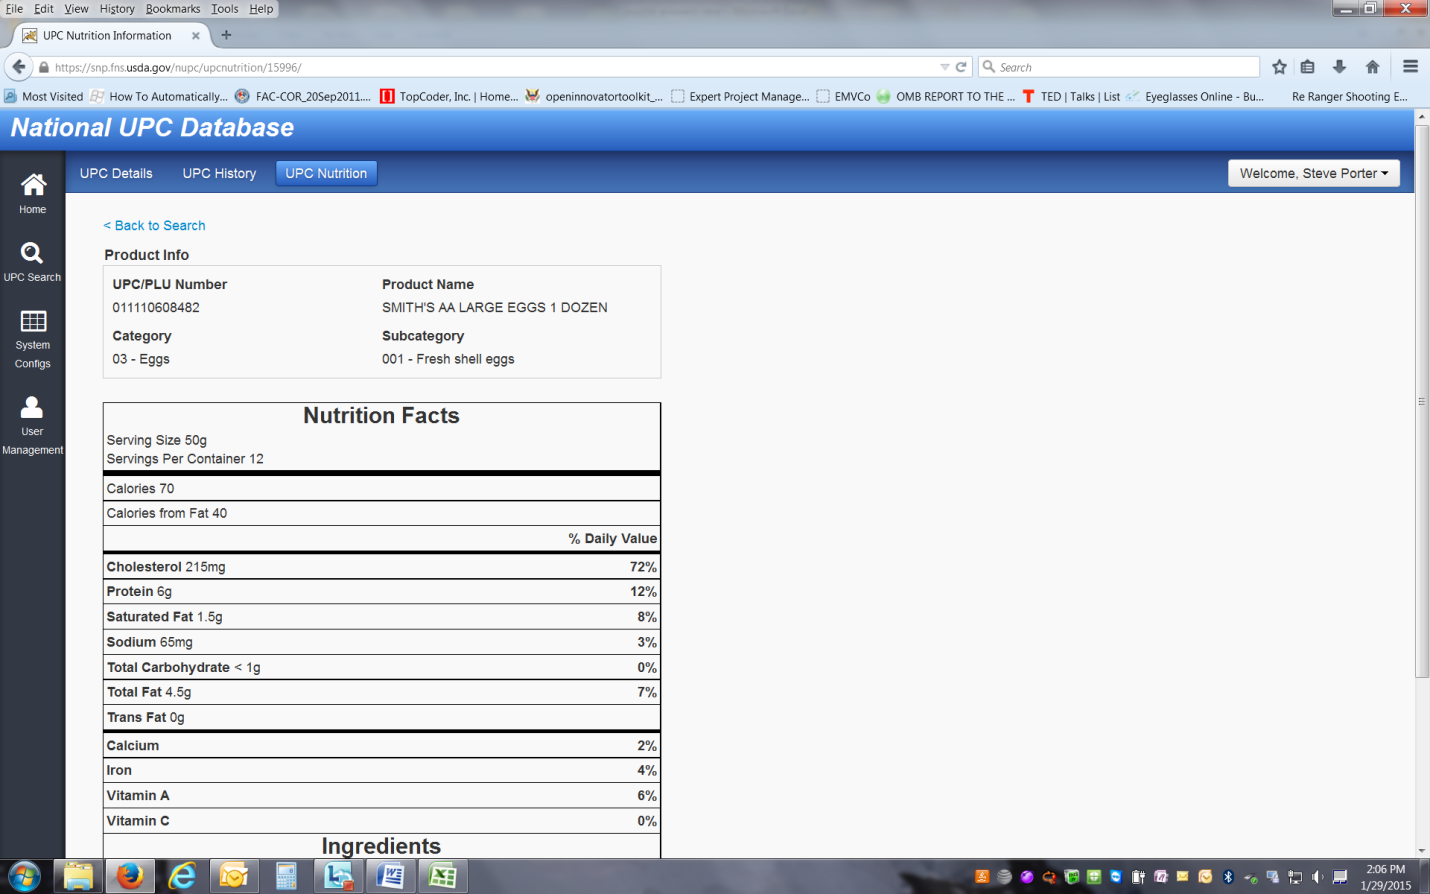 File Edit View History Bookmarks Tools Help
UPC Nutrition Information
https://snp.fns.usda.gov/nupc/upcnutrition/15996/
Search
Most Visited How To Automatically... FAC-COR_20Sep2011.... TopCoder, Inc. | Home... openinnovatortoolkit_... Expert Project Manage... EMVCo OMB REPORT TO THE ... TED | Talks | List Eyeglasses Online - Bu... Re Ranger Shooting E...
National UPC Database
UPC Details UPC History UPC Nutrition Welcome, Steve Porter
Home
UPC Search
System
Configs
User
Management
< Back to Search
Product Info
UPC/PLU Number Product Name
011110608482 SMITH'S AA LARGE EGGS 1 DOZEN
Category Subcategory
03 - Eggs 001 - Fresh shell eggs
Nutrition Facts
Serving Size 50g
Servings Per Container 12
Calories 70
Calories from Fat 40
% Daily Value
Cholesterol 215mg 72%
Protein 6g 12%
Saturated Fat 1.5g 8%
Sodium 65mg 3%
Total Carbohydrate < 1g 0%
Total Fat 4.5g 7%
Trans Fat 0g
Calcium 2%
Iron 4%
Vitamin A 6%
Vitamin C 0%
Ingredients
2:06 PM
1/29/2015